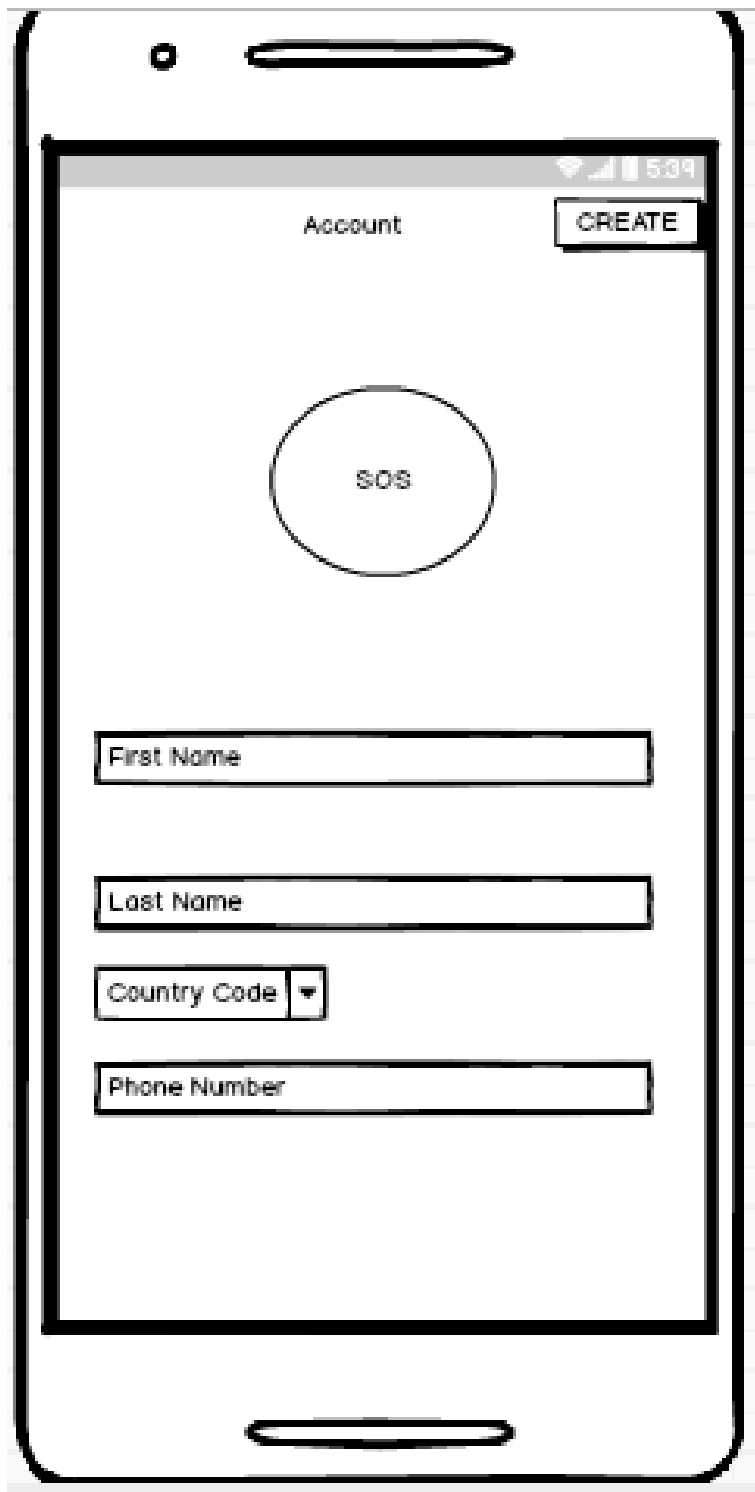 5:39
Account
CREATE
SOS
First Name
Last Name
Country Code
Phone Number